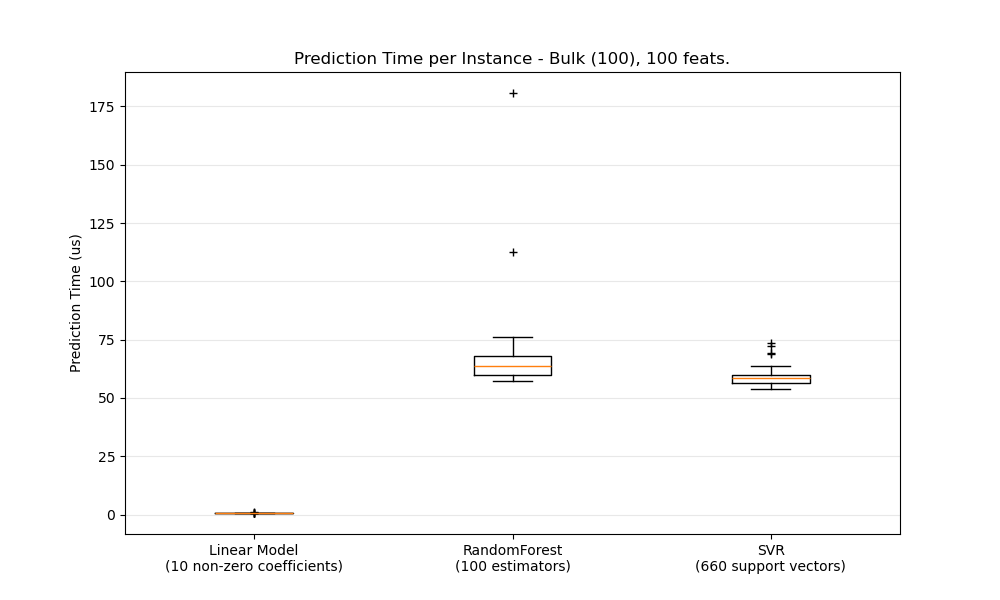 Prediction Time per Instance - Bulk (100), 100 feats.
Prediction Time (us)
175
150
125
100
75
50
25
0
Linear Model
(10 non-zero coefficients)
RandomForest
(100 estimators)
SVR
(660 support vectors)